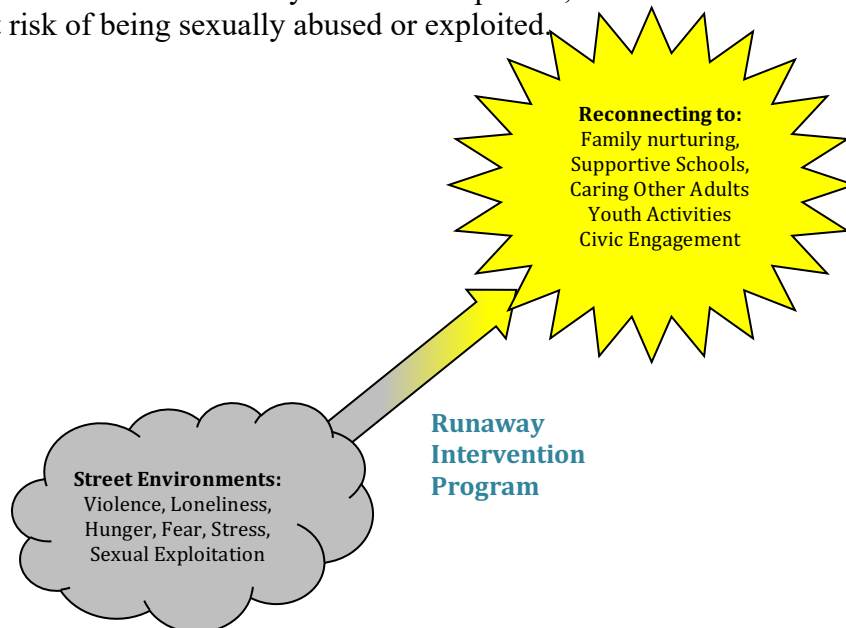 risk of being sexually abused or exploited.
Reconnecting to:
Family nurturing,
Supportive Schools,
Caring Other Adults
Youth Activities
Civic Engagement
Runaway
Intervention
Program
Street Environments:
Violence, Loneliness,
Hunger, Fear, Stress,
Sexual Exploitation